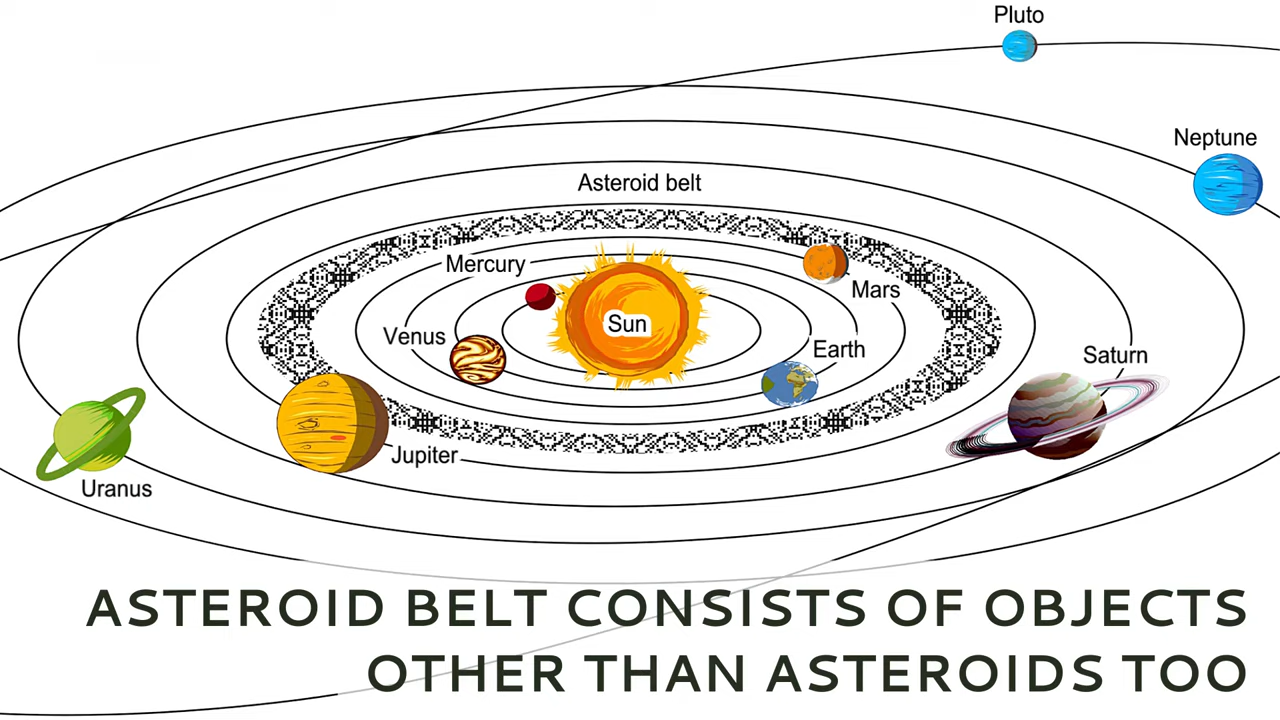 Pluto
Neptune
Asteroid belt
Mercury
Mars
Sun
Venus
Earth
Saturn
Jupiter
Uranus
ASTEROID BELT CONSISTS OF OBJECTS
OTHER THAN ASTEROIDS TOO